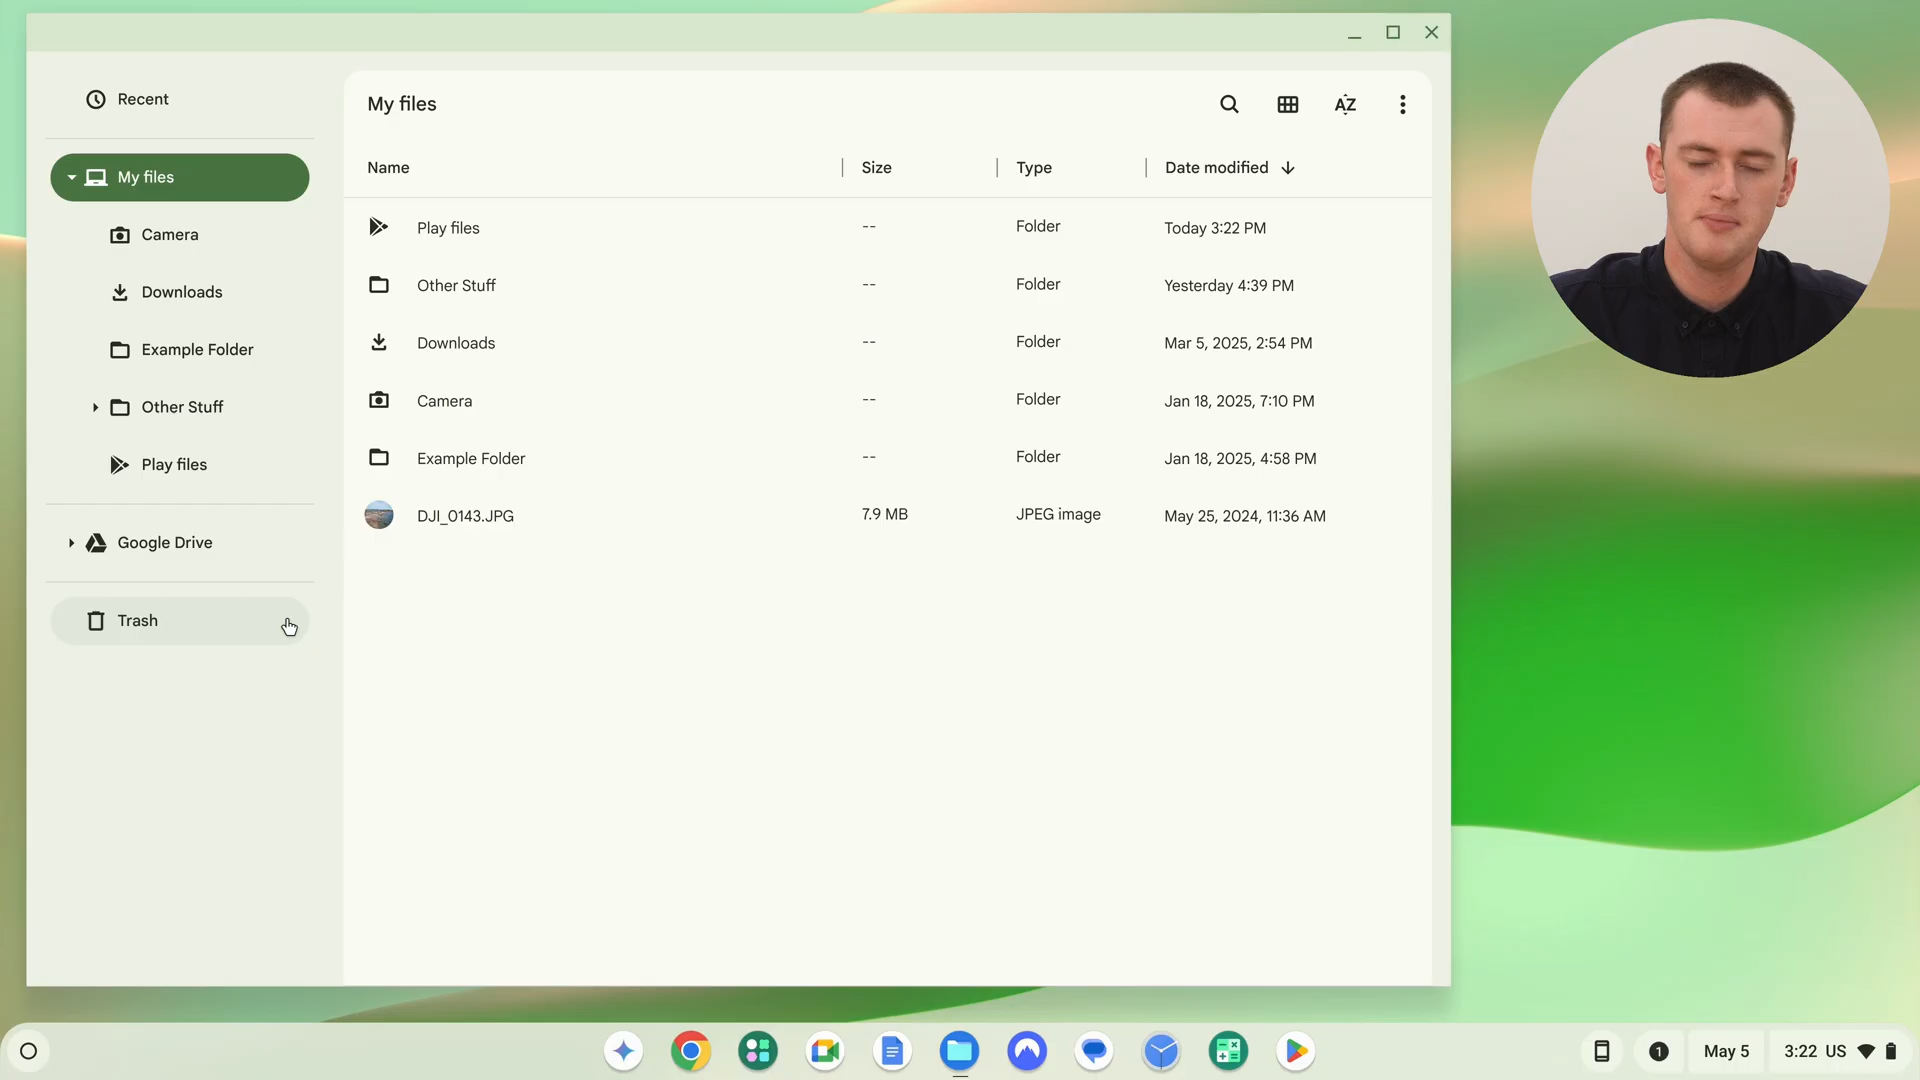 Recent
My files
Camera
Downloads
Example Folder
Other Stuff
Play files
Google Drive
Trash
My files
AZ
Name Size Type Date modified
Play files -- Folder Today 3:22 PM
Other Stuff -- Folder Yesterday 4:39 PM
Downloads -- Folder Mar 5, 2025, 2:54 PM
Camera -- Folder Jan 18, 2025, 7:10 PM
Example Folder -- Folder Jan 18, 2025, 4:58 PM
DJI_0143.JPG 7.9 MB JPEG image May 25, 2024, 11:36 AM
1 May 5 3:22 US